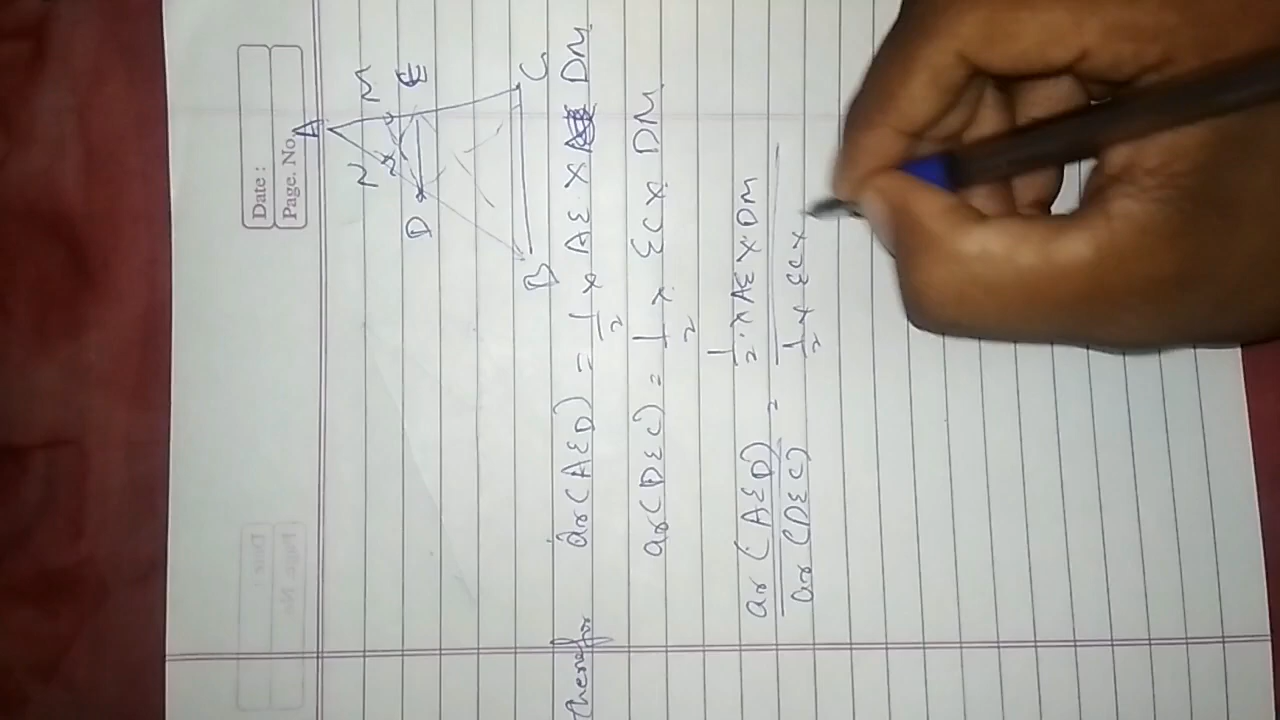 Date :
Page. No.
A
N M
D E
B C
Therefor ar(AED) = 1/2 × AE × DM
ar(DEC) = 1/2 × EC × DM
ar(AED)/ar(DEC) = 1/2 × AE × DM / 1/2 × EC ×